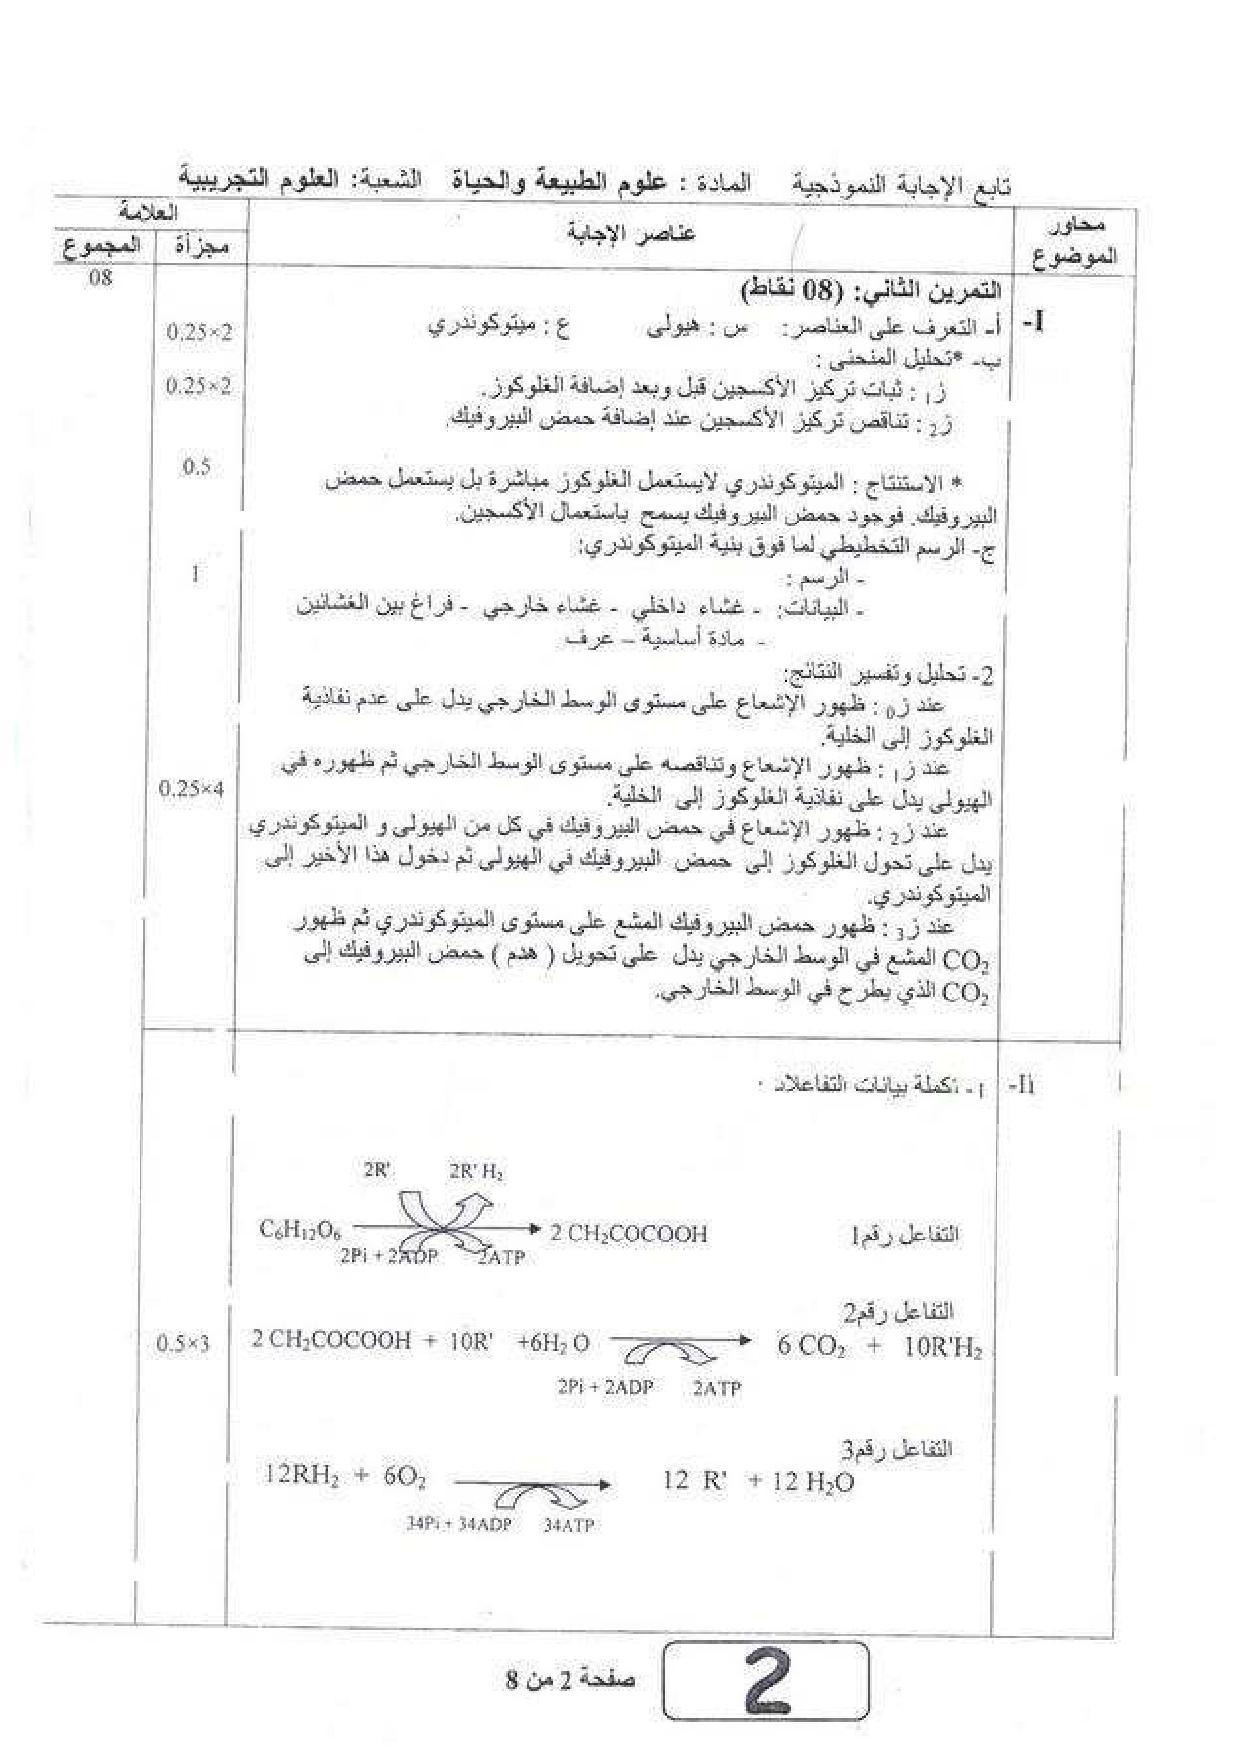 تابع الإجابة النموذجية المادة : علوم الطبيعة والحياة الشعبة: العلوم التجريبية
محاور الموضوع
عناصر الإجابة
العلامة
مجزأة المجموع
08
التمرين الثاني: (08 نقاط)
I- أ- التعرف على العناصر: س : هيولى ع : ميتوكوندري 0.25×2
ب- *تحليل المنحنى :
ز1 : ثبات تركيز الأكسجين قبل وبعد إضافة الغلوكوز. 0.25×2
ز2 : تناقص تركيز الأكسجين عند إضافة حمض البيروفيك.
* الاستنتاج : الميتوكوندري لايستعمل الغلوكوز مباشرة بل يستعمل حمض 0.5
البيروفيك. فوجود حمض البيروفيك يسمح باستعمال الأكسجين.
ج- الرسم التخطيطي لما فوق بنية الميتوكوندري:
- الرسم : 1
- البيانات: - غشاء داخلي - غشاء خارجي - فراغ بين الغشائين
- مادة أساسية – عرف
2- تحليل وتفسير النتائج:
عند ز0 : ظهور الإشعاع على مستوى الوسط الخارجي يدل على عدم نفاذية
الغلوكوز إلى الخلية.
عند ز1 : ظهور الإشعاع وتناقصه على مستوى الوسط الخارجي ثم ظهوره في
الهيولى يدل على نفاذية الغلوكوز إلى الخلية. 0.25×4
عند ز2 : ظهور الإشعاع في حمض البيروفيك في كل من الهيولى و الميتوكوندري
يدل على تحول الغلوكوز إلى حمض البيروفيك في الهيولى ثم دخول هذا الأخير إلى
الميتوكوندري.
عند ز3 : ظهور حمض البيروفيك المشع على مستوى الميتوكوندري ثم ظهور
CO₂ المشع في الوسط الخارجي يدل على تحويل ( هدم ) حمض البيروفيك إلى
CO₂ الذي يطرح في الوسط الخارجي.
II- 1- تكملة بيانات التفاعلات :
2R' 2R' H₂
التفاعل رقم1 C₆H₁₂O₆ → 2 CH₂COCOOH
2Pi + 2ADP 2ATP
التفاعل رقم2
2 CH₂COCOOH + 10R' +6H₂O → 6 CO₂ + 10R'H₂ 0.5×3
2Pi + 2ADP 2ATP
التفاعل رقم3
12RH₂ + 6O₂ → 12 R' + 12 H₂O
34Pi + 34ADP 34ATP
صفحة 2 من 8
2